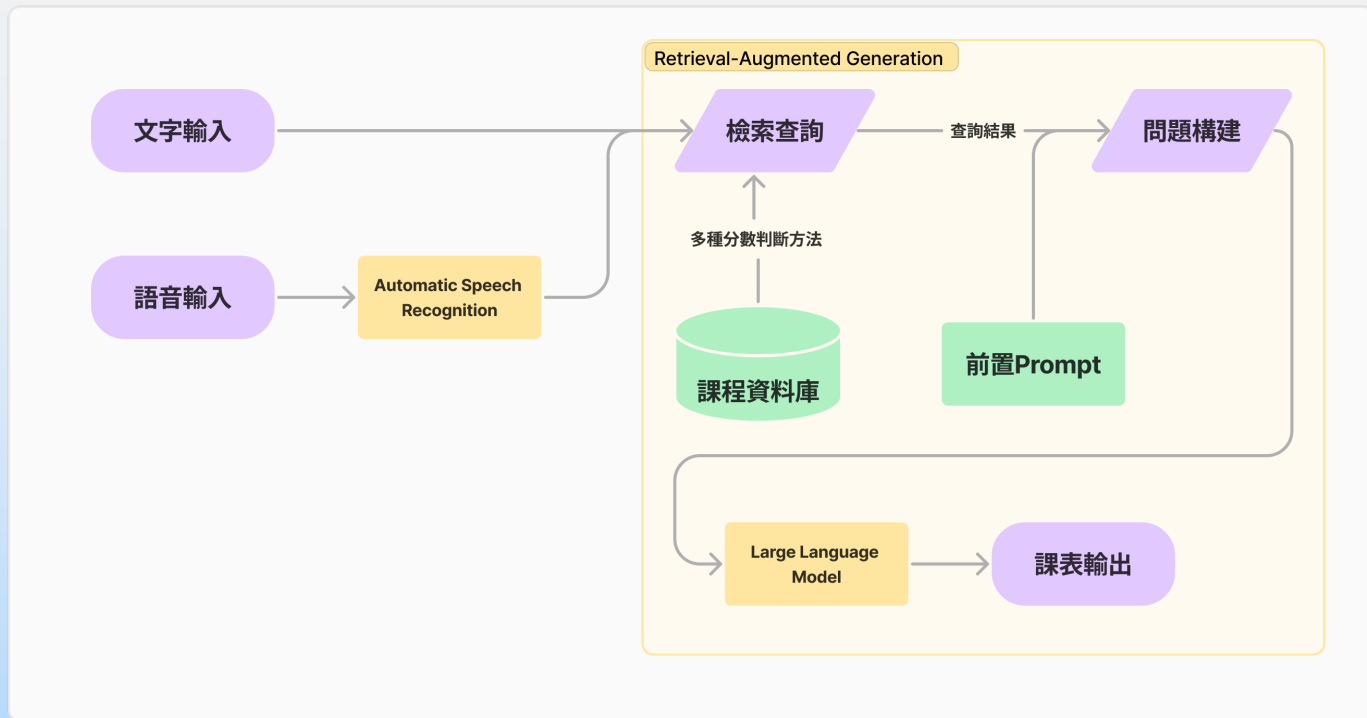 Retrieval-Augmented Generation
文字輸入
檢索查詢
查詢結果
問題構建
多種分數判斷方法
語音輸入
Automatic Speech
Recognition
課程資料庫
前置Prompt
Large Language
Model
課表輸出